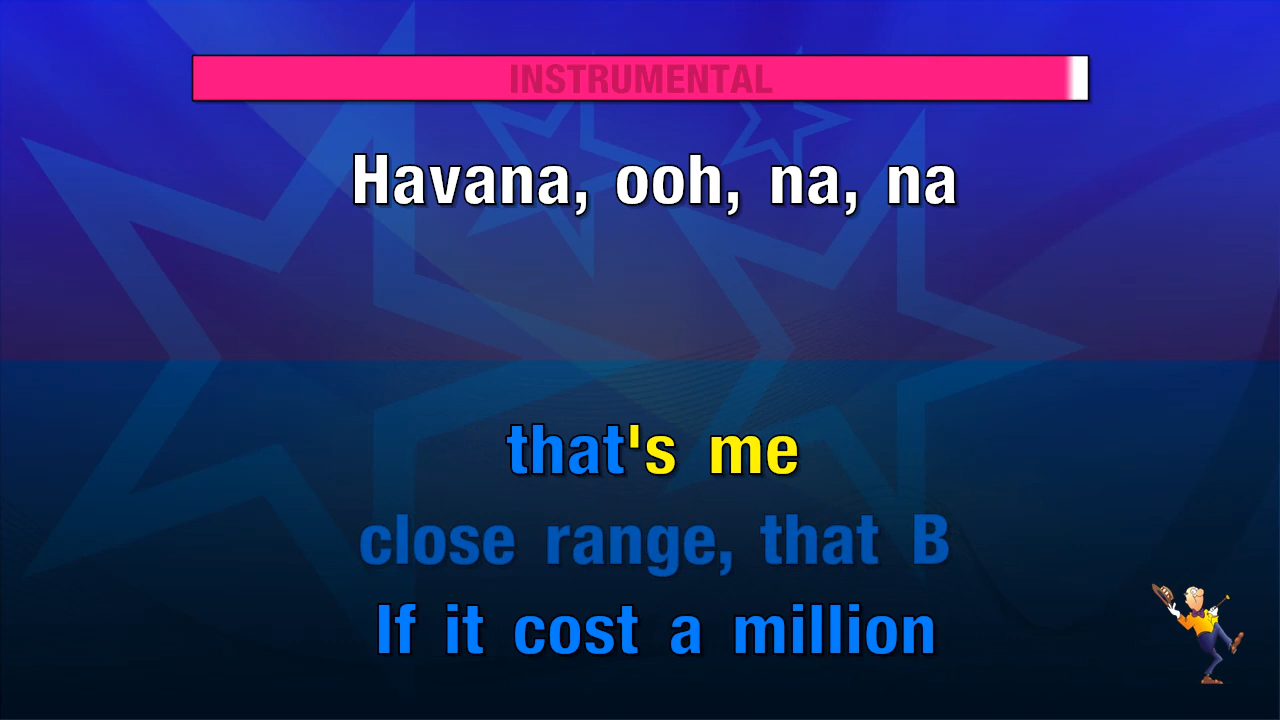 INSTRUMENTAL
Havana, ooh, na, na
that's me
close range, that B
If it cost a million